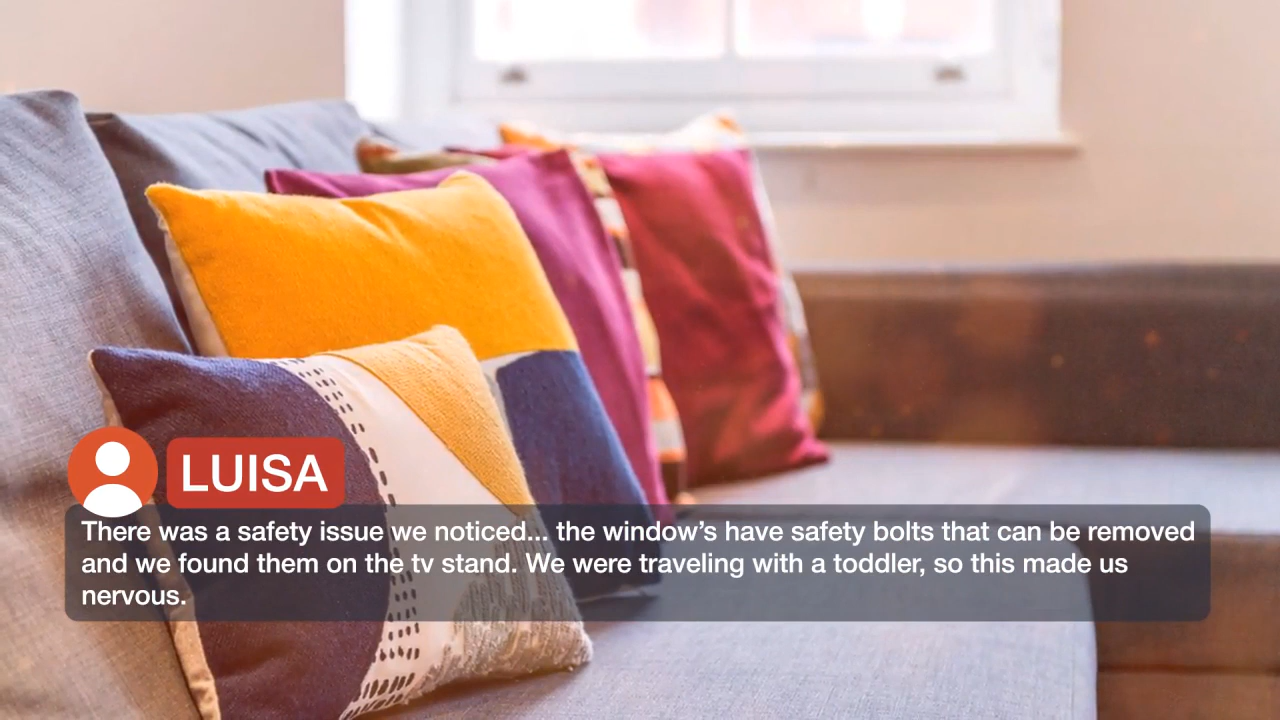 LUISA
There was a safety issue we noticed... the window’s have safety bolts that can be removed
and we found them on the tv stand. We were traveling with a toddler, so this made us
nervous.